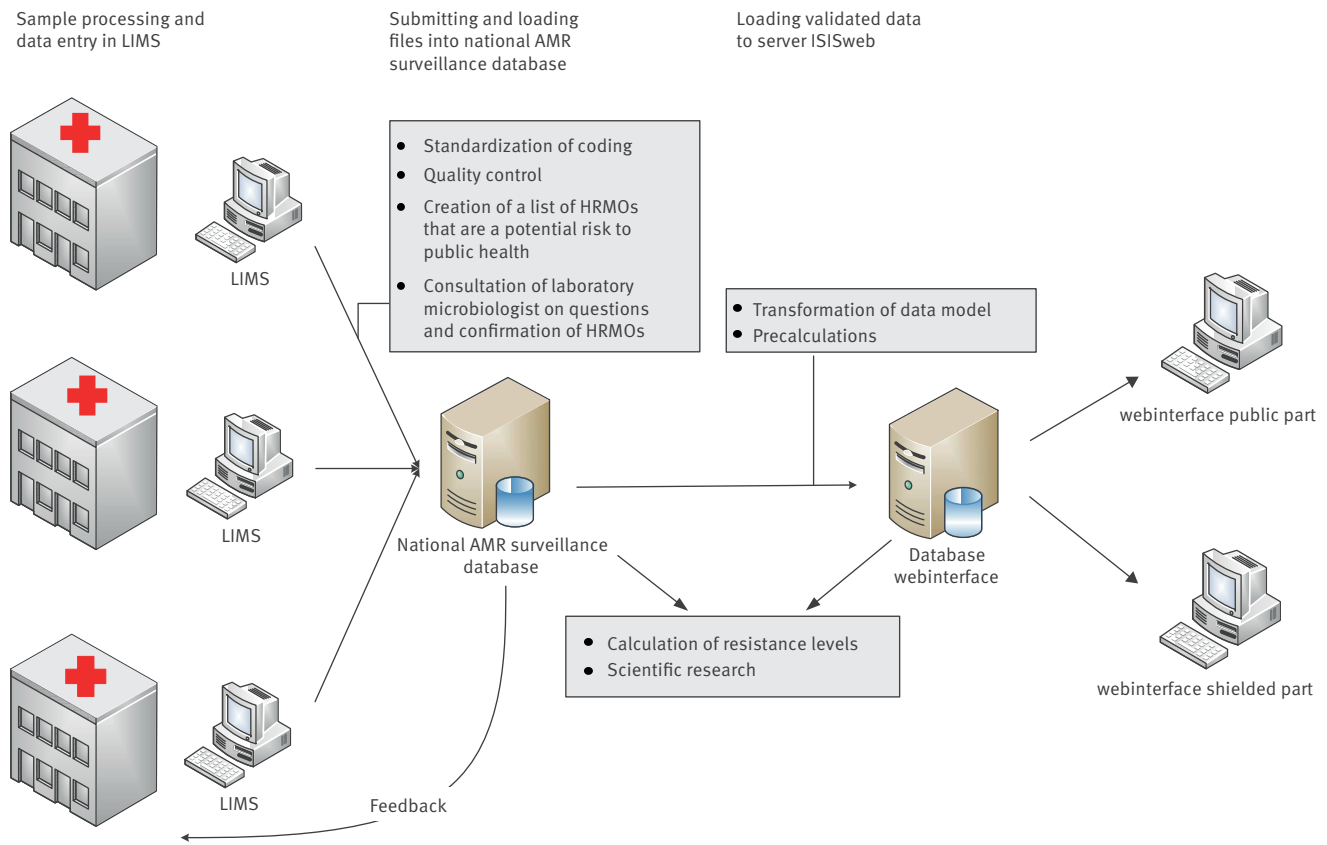 Sample processing and
data entry in LIMS
Submitting and loading
files into national AMR
surveillance database
Loading validated data
to server ISISweb
• Standardization of coding
• Quality control
• Creation of a list of HRMOs
that are a potential risk to
public health
• Consultation of laboratory
microbiologist on questions
and confirmation of HRMOs
LIMS
• Transformation of data model
• Precalculations
webinterface public part
LIMS
National AMR surveillance
database
Database
webinterface
• Calculation of resistance levels
• Scientific research
webinterface shielded part
LIMS
Feedback